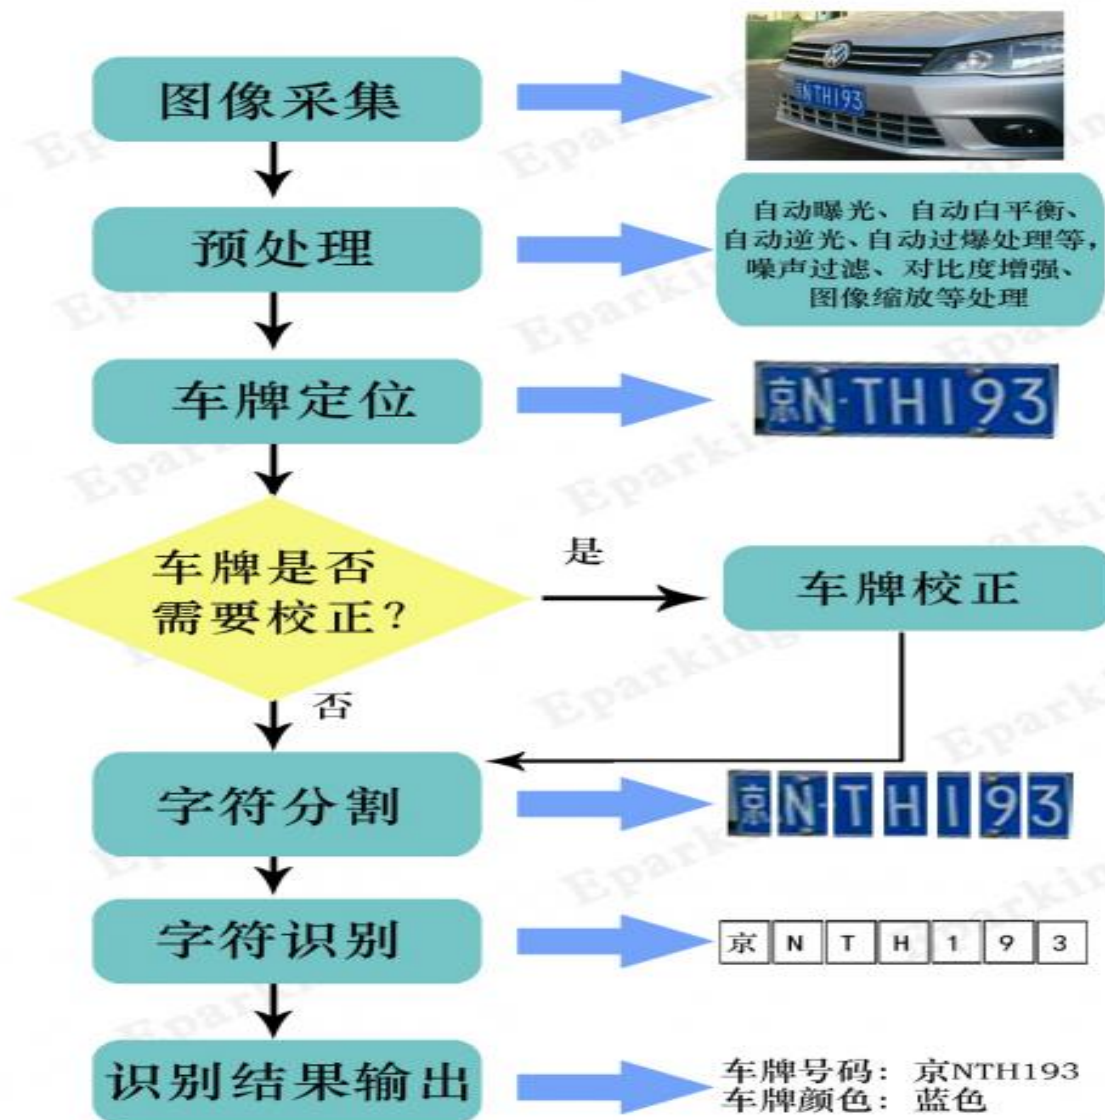 图像采集
NTH193
预处理
自动曝光、自动白平衡、
自动逆光、自动过爆处理等，
噪声过滤、对比度增强、
图像缩放等处理
车牌定位
京N·TH193
车牌是否
需要校正?
是
车牌校正
否
字符分割
京N·TH193
字符识别
京 N T H 1 9 3
识别结果输出
车牌号码：京NTH193
车牌颜色：蓝色
Eparking